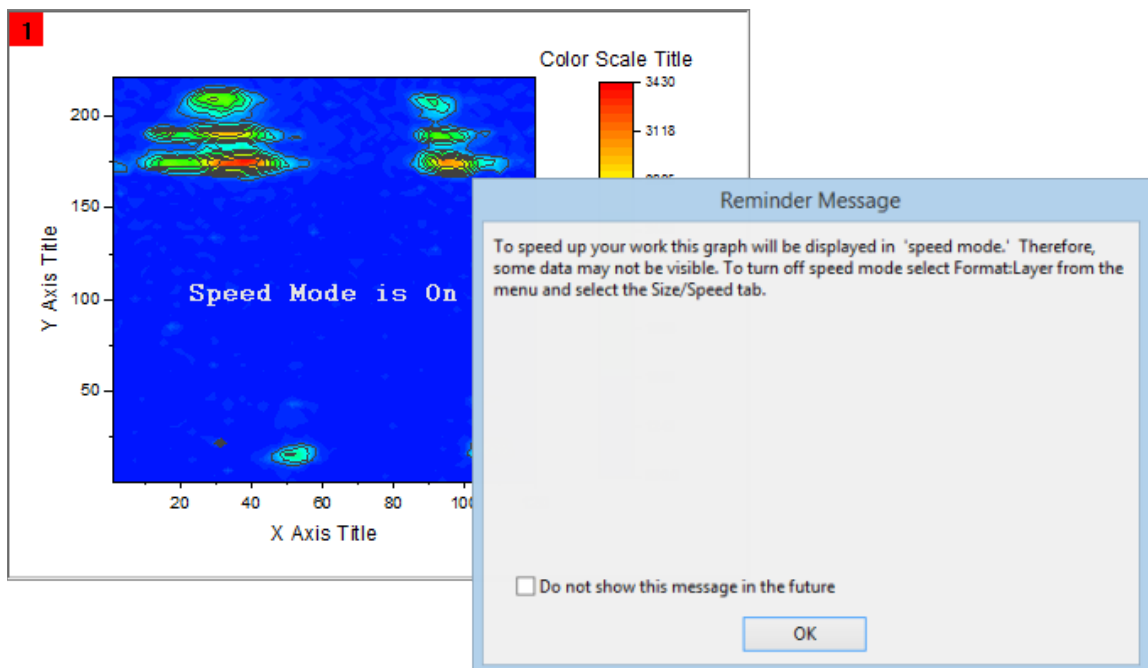 1
Color Scale Title
3430
3118
200
150
100
50
Y Axis Title
Speed Mode is On
20
40
60
80
X Axis Title
Reminder Message
To speed up your work this graph will be displayed in 'speed mode.' Therefore,
some data may not be visible. To turn off speed mode select Format:Layer from the
menu and select the Size/Speed tab.
Do not show this message in the future
OK